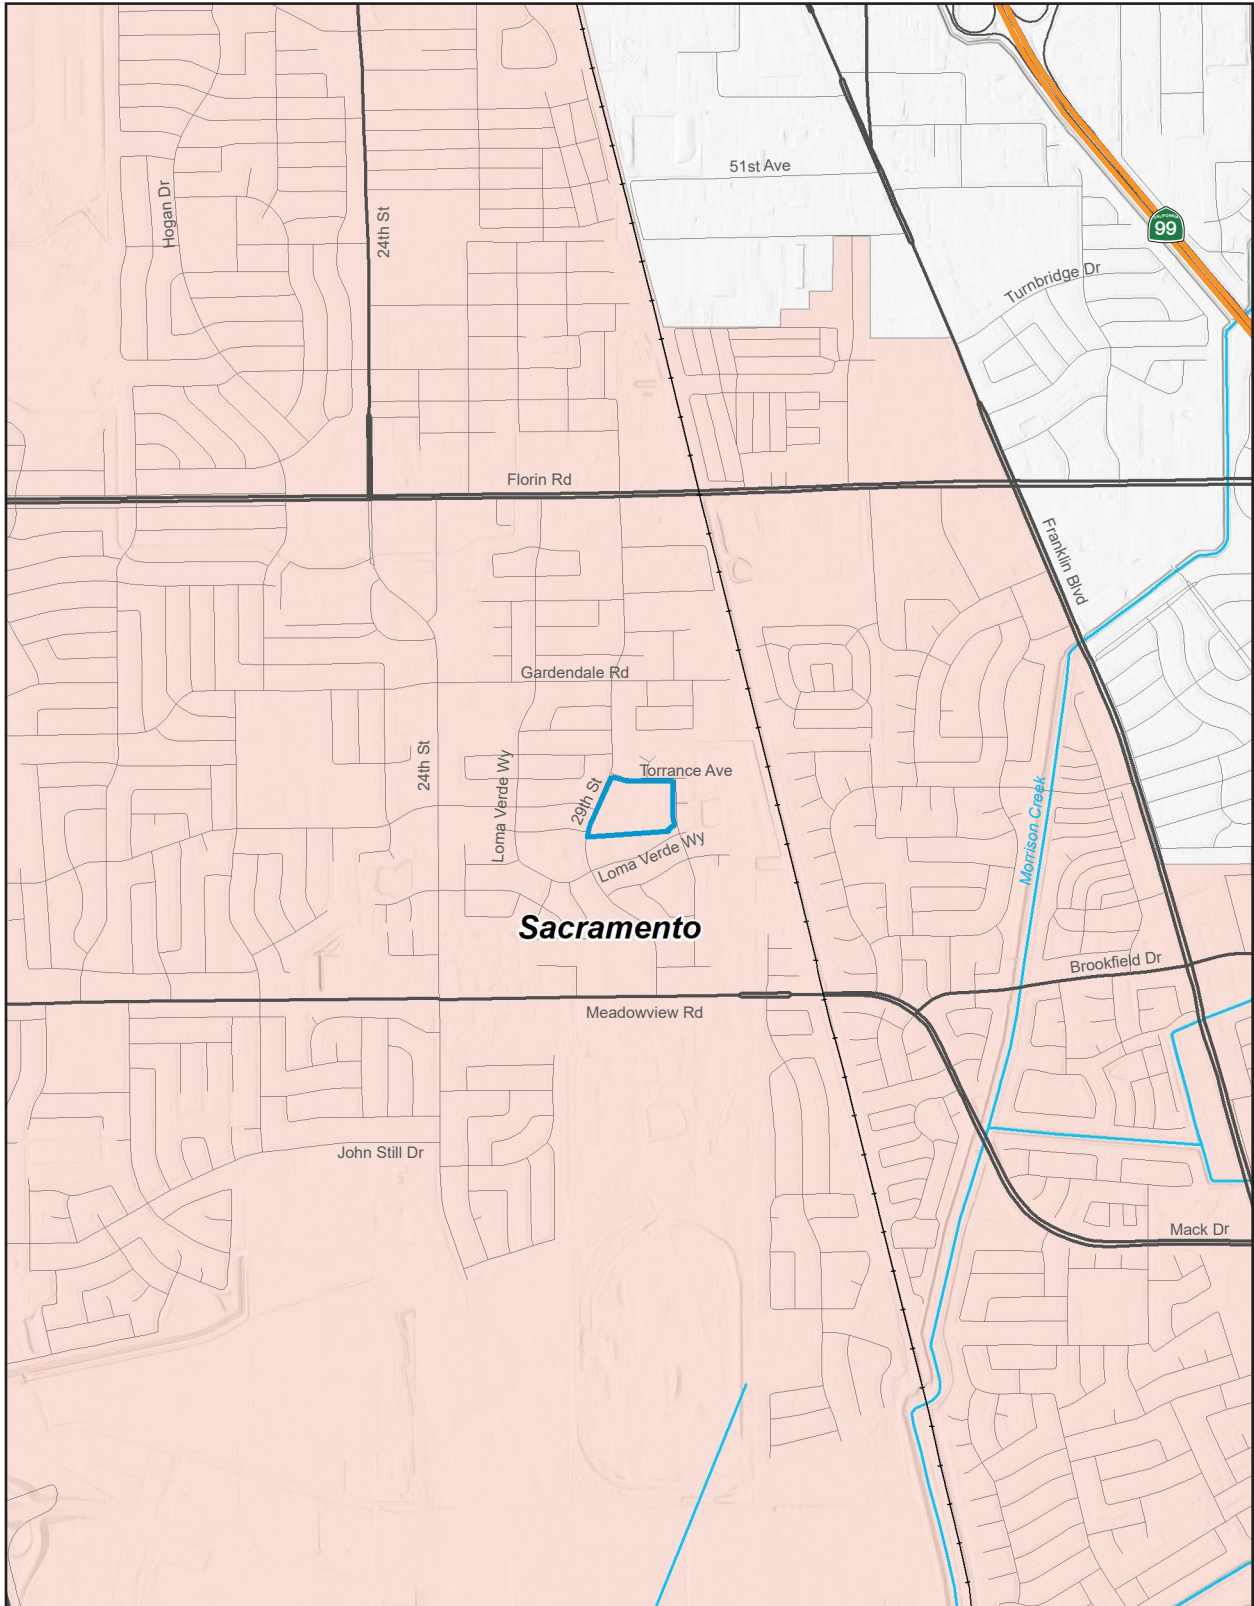 51st Ave
Hogan Dr
24th St
CALIFORNIA
99
Turnbridge Dr
Florin Rd
Franklin Blvd
Gardendale Rd
24th St
Loma Verde Wy
29th St
Torrance Ave
Loma Verde Wy
Morrison Creek
Sacramento
Brookfield Dr
Meadowview Rd
John Still Dr
Mack Dr